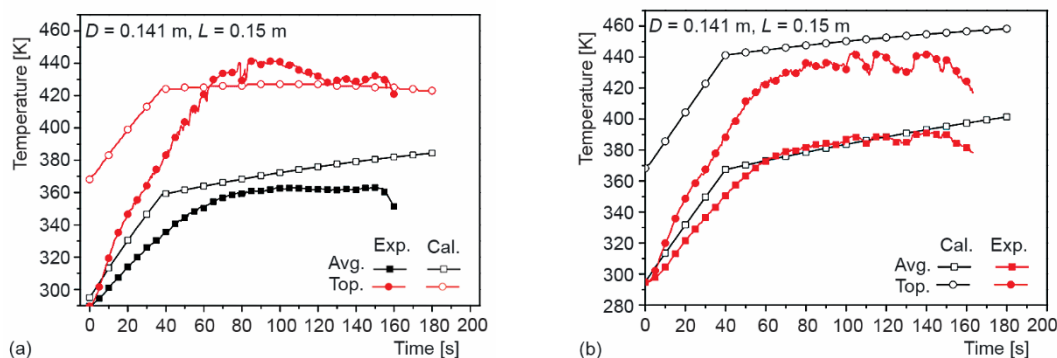 Temperature [K]
D = 0.141 m, L = 0.15 m
460
440
420
400
380
360
340
320
300
Exp. Cal.
Avg.
Top.
0 20 40 60 80 100 120 140 160 180 200
Time [s]
(a)
Temperature [K]
D = 0.141 m, L = 0.15 m
460
440
420
400
380
360
340
320
300
280
Cal. Exp.
Avg.
Top.
0 20 40 60 80 100 120 140 160 180 200
Time [s]
(b)